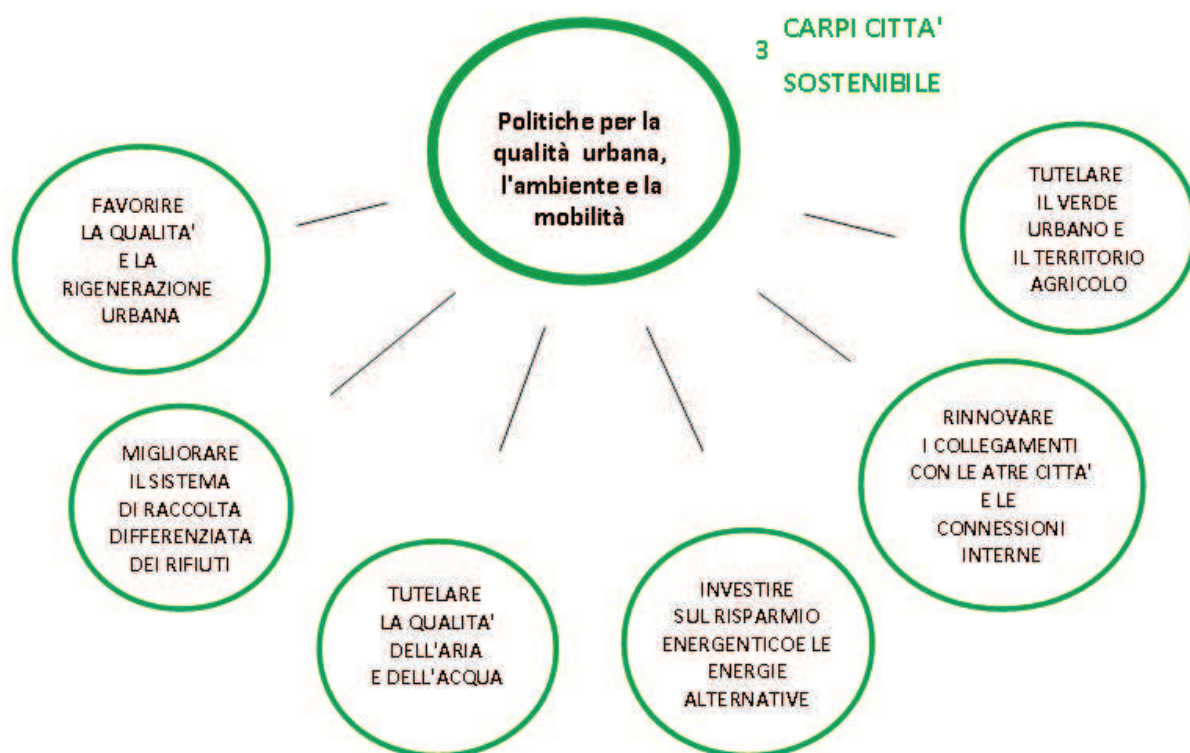 3 CARPI CITTA'
SOSTENIBILE
Politiche per la
qualità urbana,
l'ambiente e la
mobilità
FAVORIRE
LA QUALITA'
E LA
RIGENERAZIONE
URBANA
MIGLIORARE
IL SISTEMA
DI RACCOLTA
DIFFERENZIATA
DEI RIFIUTI
TUTELARE
LA QUALITA'
DELL'ARIA
E DELL'ACQUA
INVESTIRE
SUL RISPARMIO
ENERGENTICOE LE
ENERGIE
ALTERNATIVE
RINNOVARE
I COLLEGAMENTI
CON LE ATRE CITTA'
E LE
CONNESSIONI
INTERNE
TUTELARE
IL VERDE
URBANO E
IL TERRITORIO
AGRICOLO